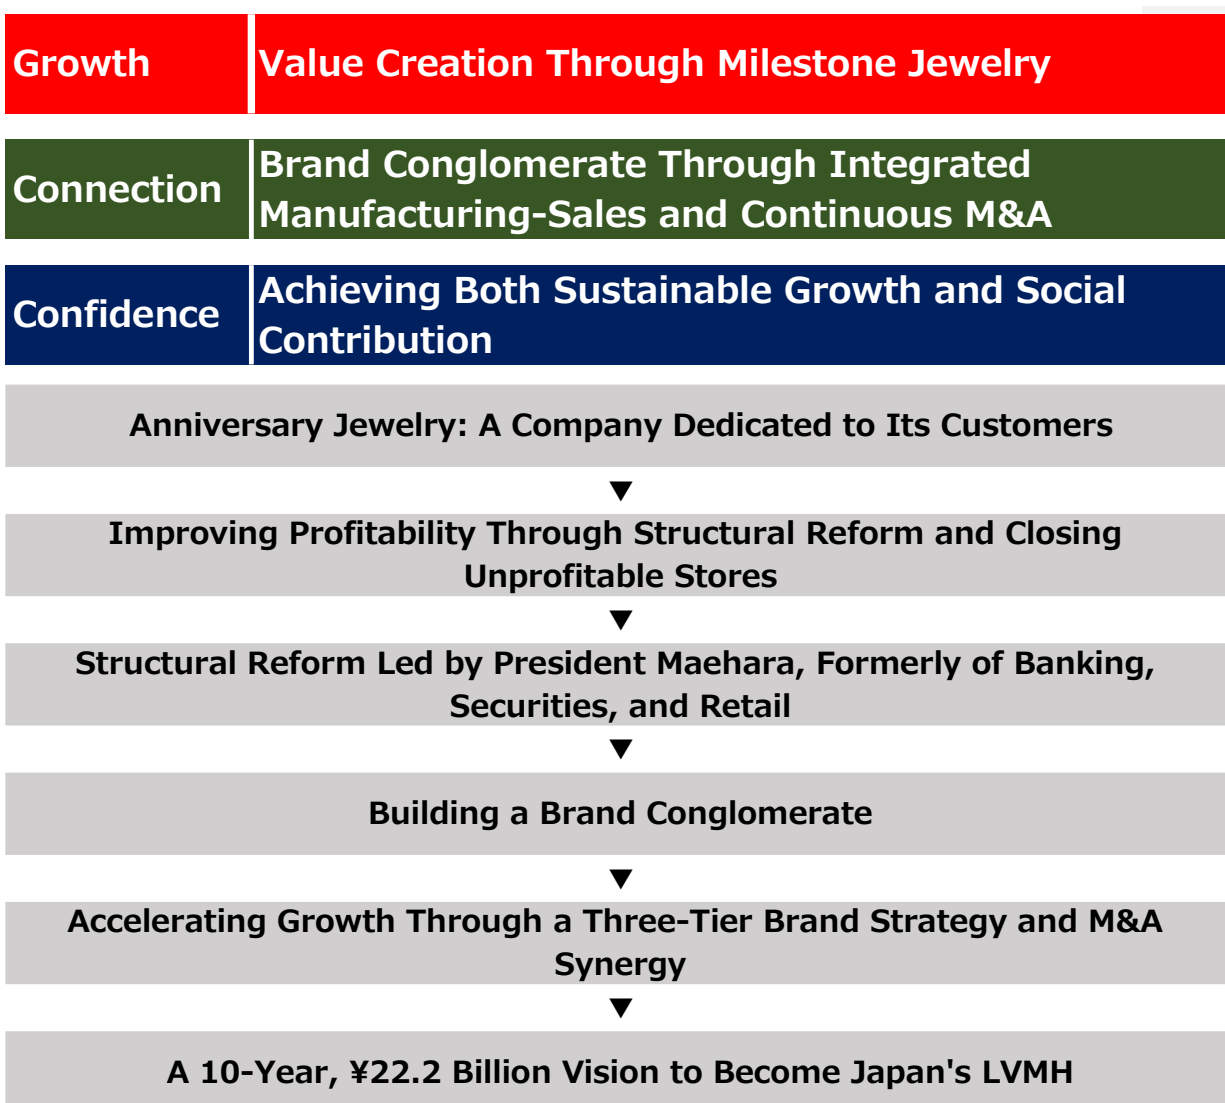 Growth
Value Creation Through Milestone Jewelry
Connection
Brand Conglomerate Through Integrated
Manufacturing-Sales and Continuous M&A
Confidence
Achieving Both Sustainable Growth and Social
Contribution
Anniversary Jewelry: A Company Dedicated to Its Customers
▼
Improving Profitability Through Structural Reform and Closing
Unprofitable Stores
▼
Structural Reform Led by President Maehara, Formerly of Banking,
Securities, and Retail
▼
Building a Brand Conglomerate
▼
Accelerating Growth Through a Three-Tier Brand Strategy and M&A
Synergy
▼
A 10-Year, ¥22.2 Billion Vision to Become Japan's LVMH